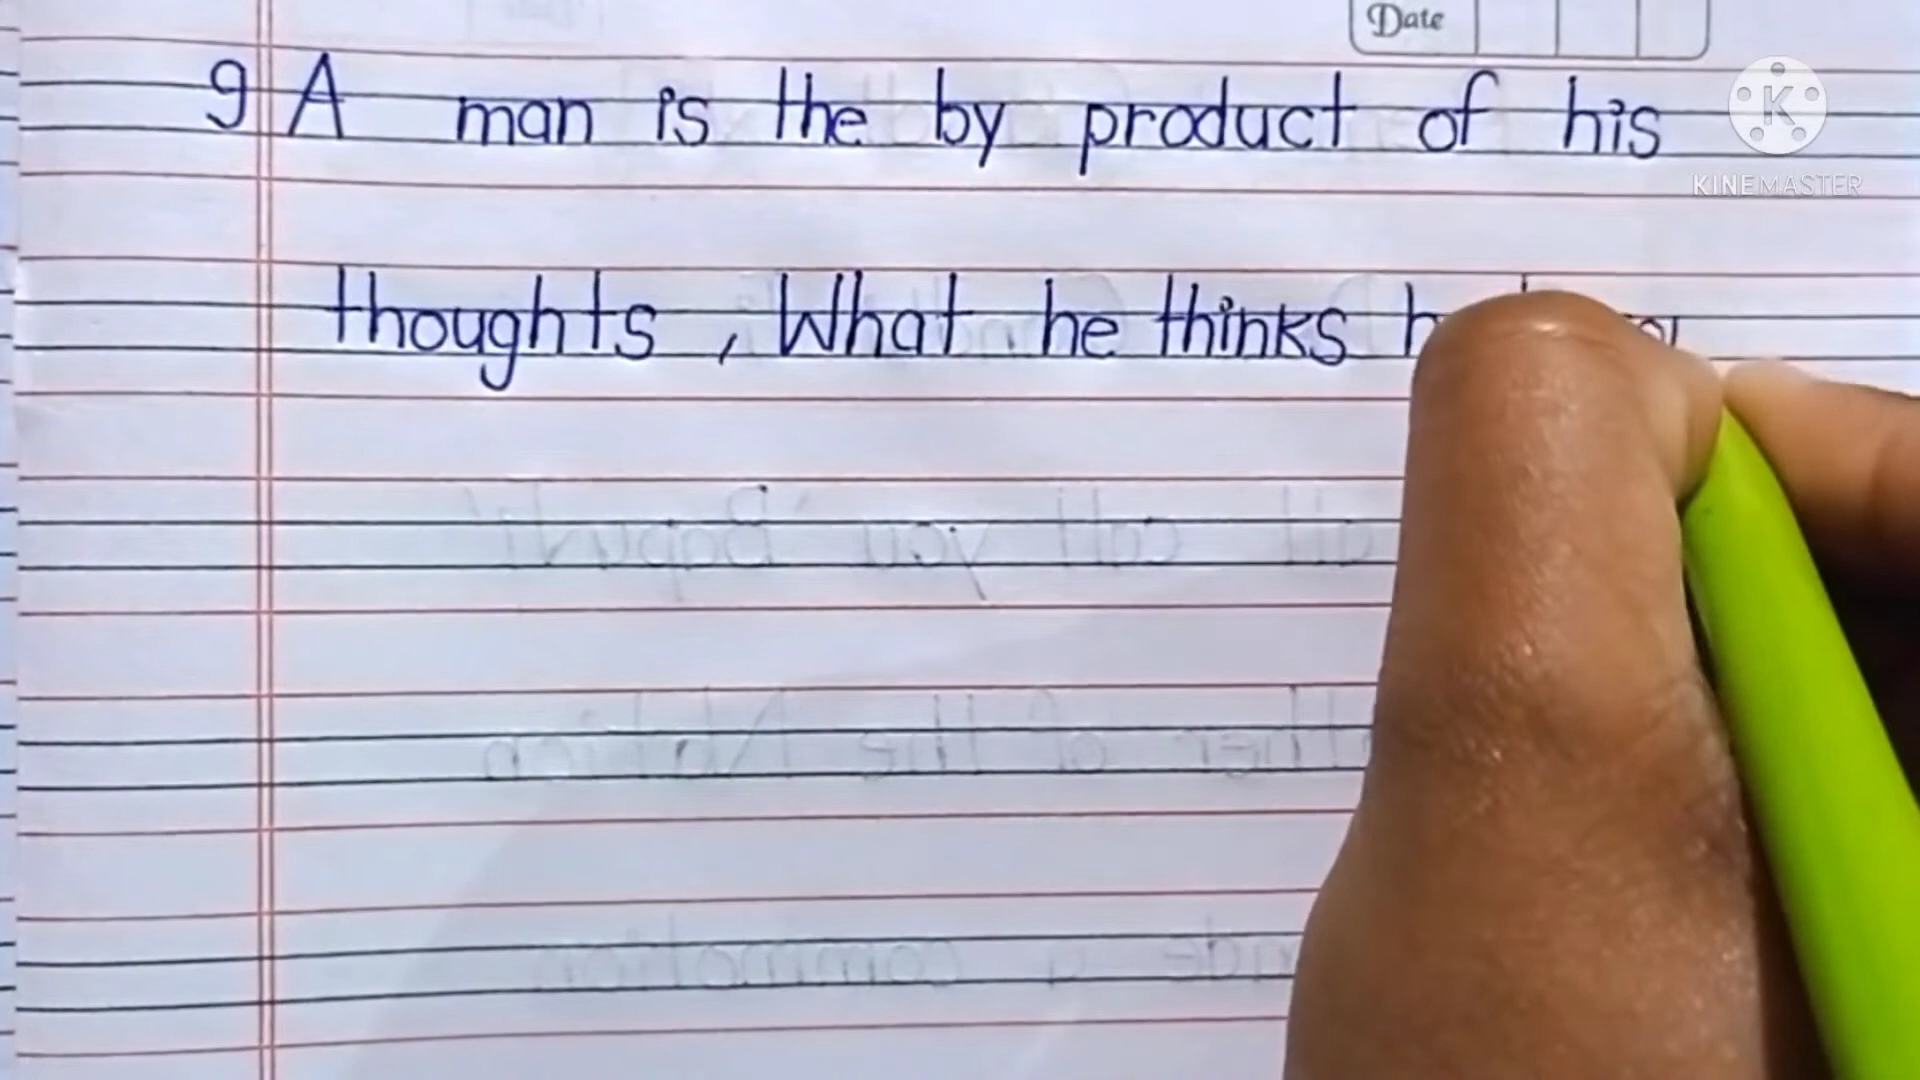 Date
9 A man is the by product of his
thoughts, What he thinks
KINEMASTER